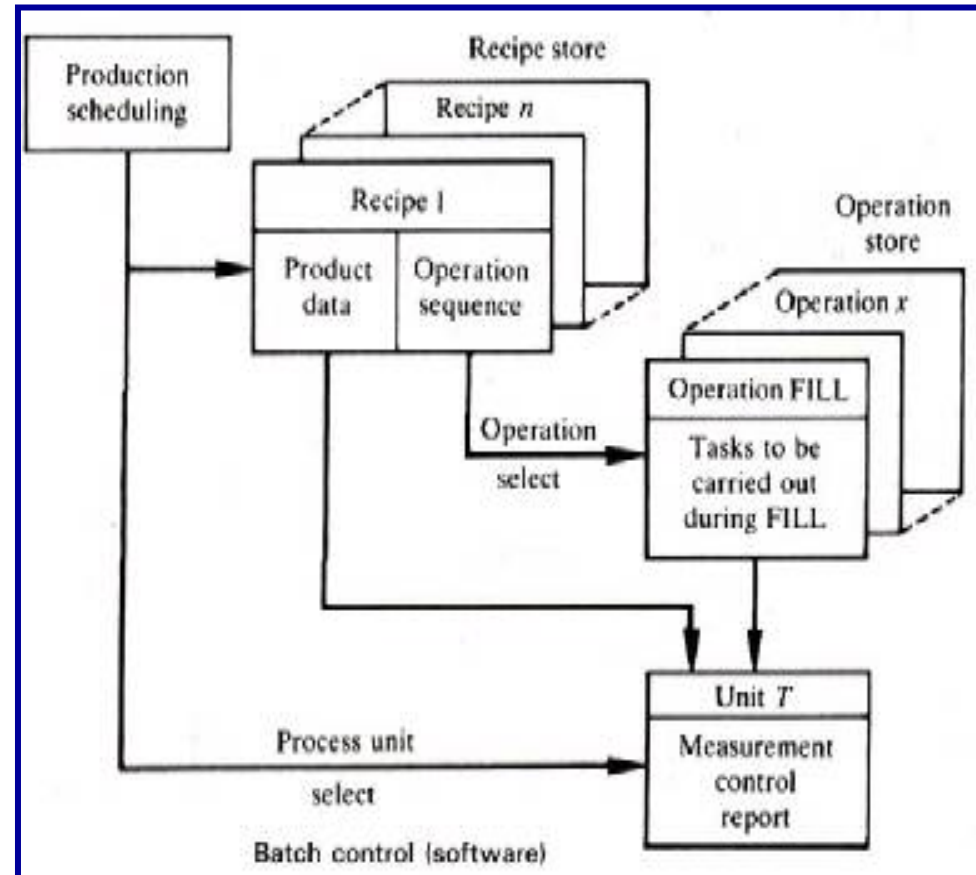 Production
scheduling
Recipe store
Recipe n
Recipe 1
Product
data
Operation
sequence
Operation
store
Operation x
Operation FILL
Tasks to be
carried out
during FILL
Operation
select
Unit T
Measurement
control
report
Process unit
select
Batch control (software)